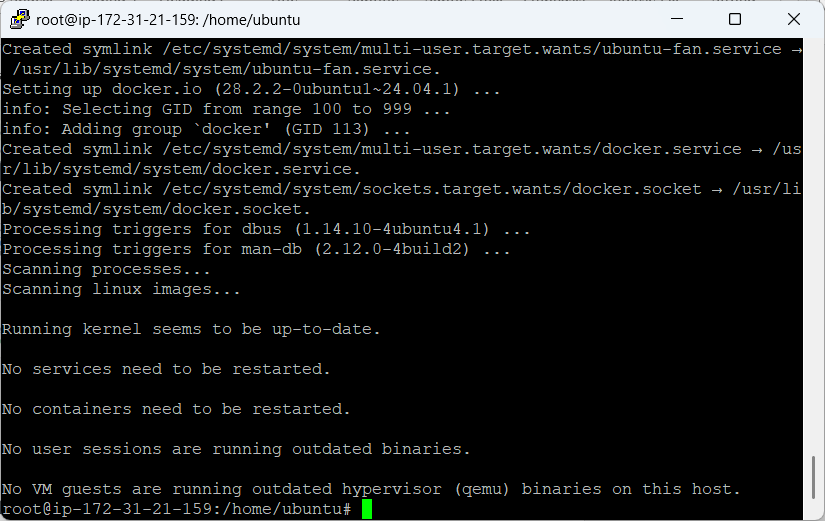 root@ip-172-31-21-159: /home/ubuntu
Created symlink /etc/systemd/system/multi-user.target.wants/ubuntu-fan.service →
 /usr/lib/systemd/system/ubuntu-fan.service.
Setting up docker.io (28.2.2-0ubuntu1~24.04.1) ...
info: Selecting GID from range 100 to 999 ...
info: Adding group `docker' (GID 113) ...
Created symlink /etc/systemd/system/multi-user.target.wants/docker.service → /us
r/lib/systemd/system/docker.service.
Created symlink /etc/systemd/system/sockets.target.wants/docker.socket → /usr/li
b/systemd/system/docker.socket.
Processing triggers for dbus (1.14.10-4ubuntu4.1) ...
Processing triggers for man-db (2.12.0-4build2) ...
Scanning processes...
Scanning linux images...
Running kernel seems to be up-to-date.
No services need to be restarted.
No containers need to be restarted.
No user sessions are running outdated binaries.
No VM guests are running outdated hypervisor (qemu) binaries on this host.
root@ip-172-31-21-159:/home/ubuntu#